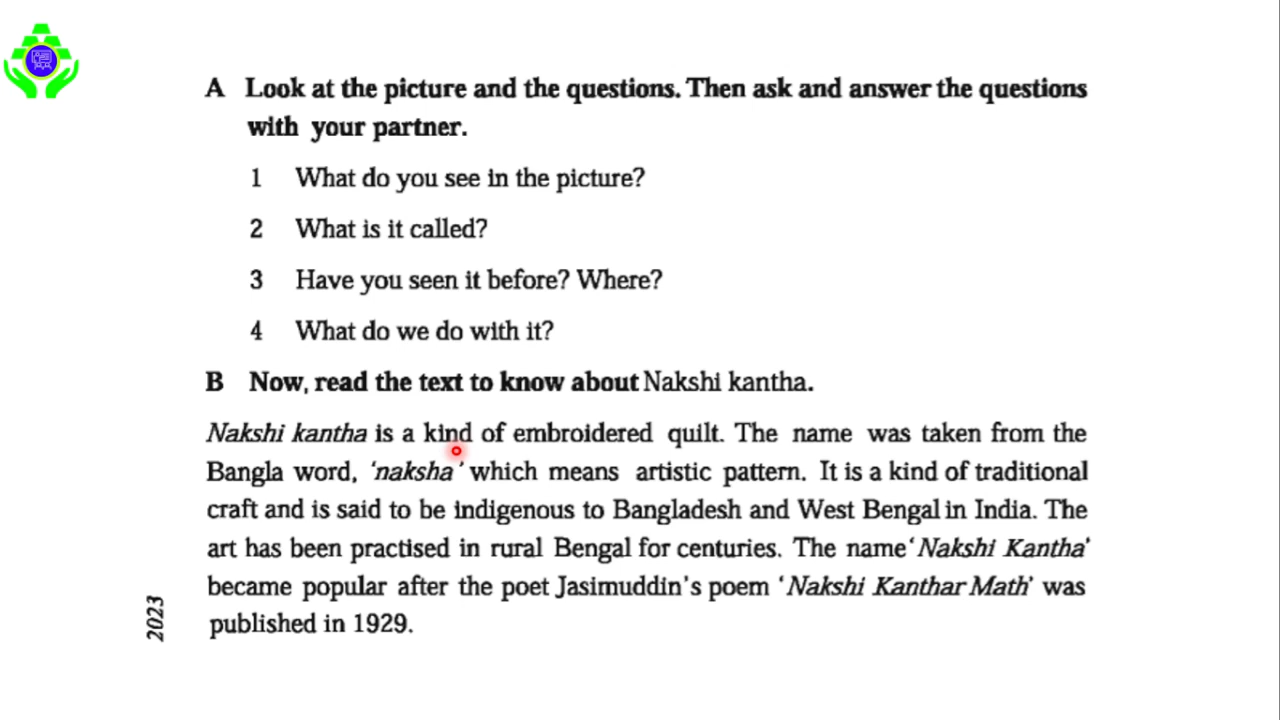 A Look at the picture and the questions. Then ask and answer the questions
with your partner.
1 What do you see in the picture?
2 What is it called?
3 Have you seen it before? Where?
4 What do we do with it?
B Now, read the text to know about Nakshi kantha.
Nakshi kantha is a kind of embroidered quilt. The name was taken from the
Bangla word, ‘naksha’ which means artistic pattern. It is a kind of traditional
craft and is said to be indigenous to Bangladesh and West Bengal in India. The
art has been practised in rural Bengal for centuries. The name ‘Nakshi Kantha’
became popular after the poet Jasimuddin’s poem ‘Nakshi Kanthar Math’ was
published in 1929.
2023